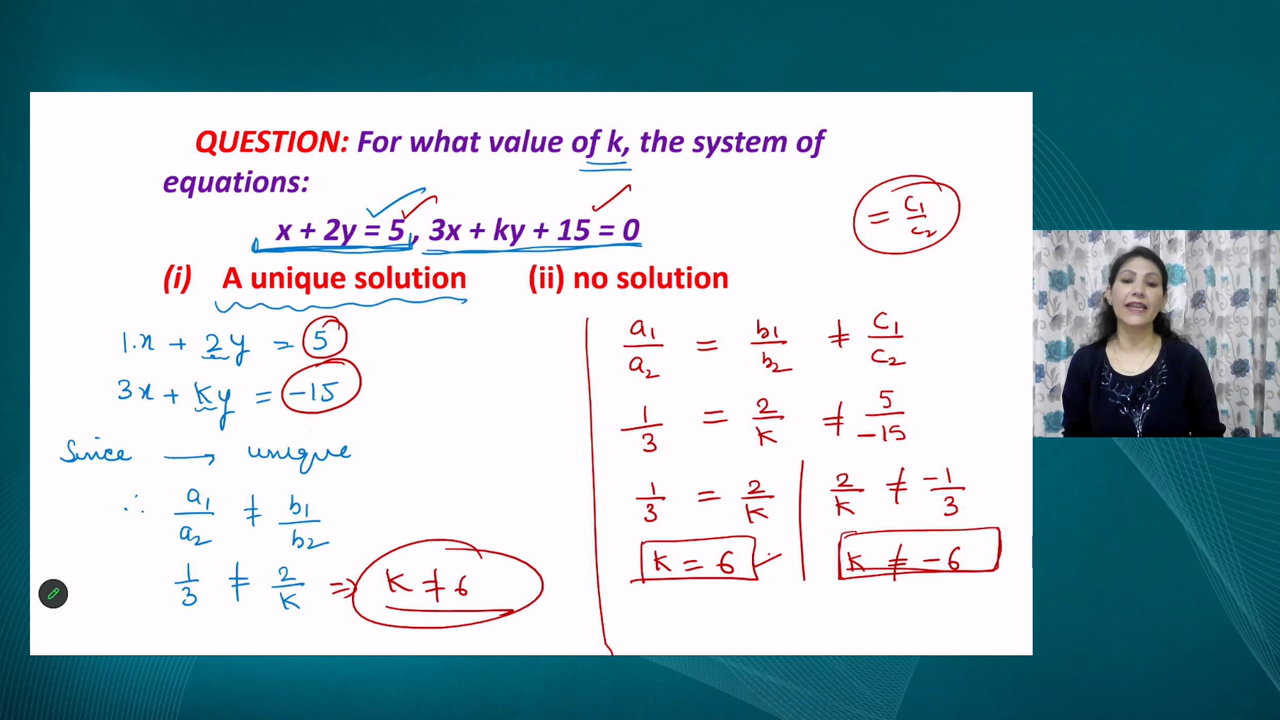 QUESTION: For what value of k, the system of
equations:
x + 2y = 5 , 3x + ky + 15 = 0
= c₁/c₂
(i) A unique solution (ii) no solution
1.x + 2y = 5
3x + ky = -15
Since → unique
∴ a₁/a₂ ≠ b₁/b₂
1/3 ≠ 2/k ⇒ k ≠ 6
a₁/a₂ = b₁/b₂ ≠ c₁/c₂
1/3 = 2/k ≠ 5/-15
1/3 = 2/k
k = 6
2/k ≠ -1/3
k ≠ -6